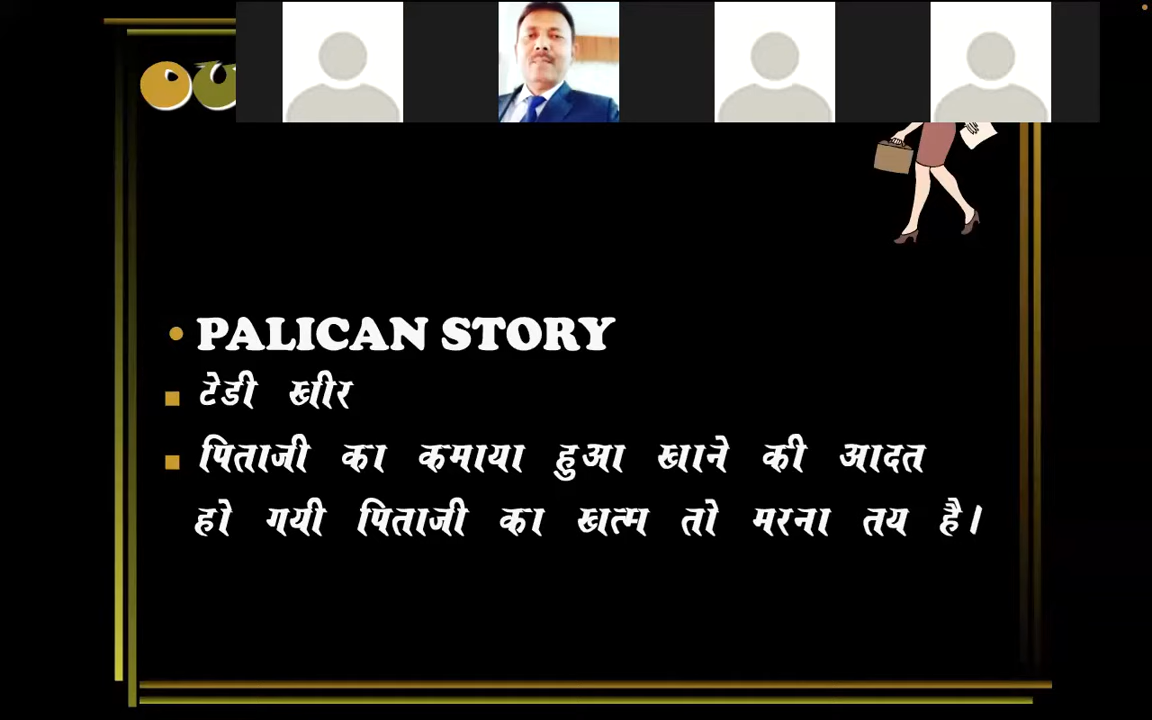 PALICAN STORY
टेडी खीर
पिताजी का कमाया हुआ खाने की आदत
हो गयी पिताजी का खत्म तो मरना तय है।